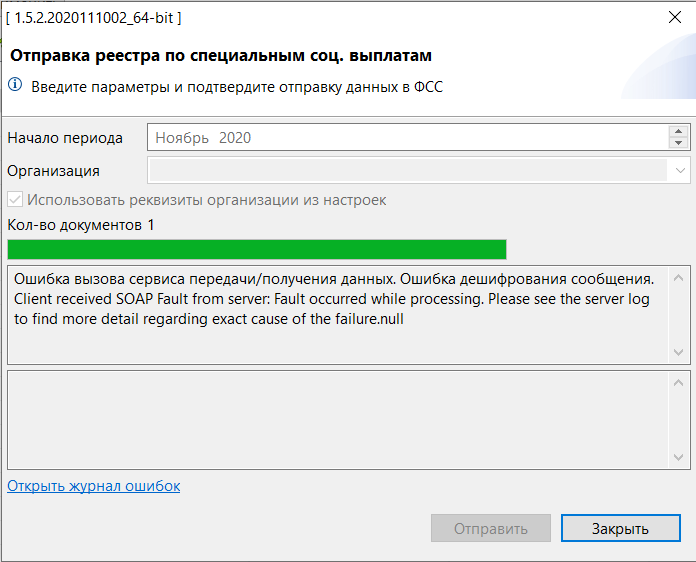 [ 1.5.2.2020111002_64-bit ]
Отправка реестра по специальным соц. выплатам
Введите параметры и подтвердите отправку данных в ФСС
Начало периода
Ноябрь 2020
Организация
Использовать реквизиты организации из настроек
Кол-во документов 1
Ошибка вызова сервиса передачи/получения данных. Ошибка дешифрования сообщения.
Client received SOAP Fault from server: Fault occurred while processing. Please see the server log
to find more detail regarding exact cause of the failure.null
Открыть журнал ошибок
Отправить
Закрыть